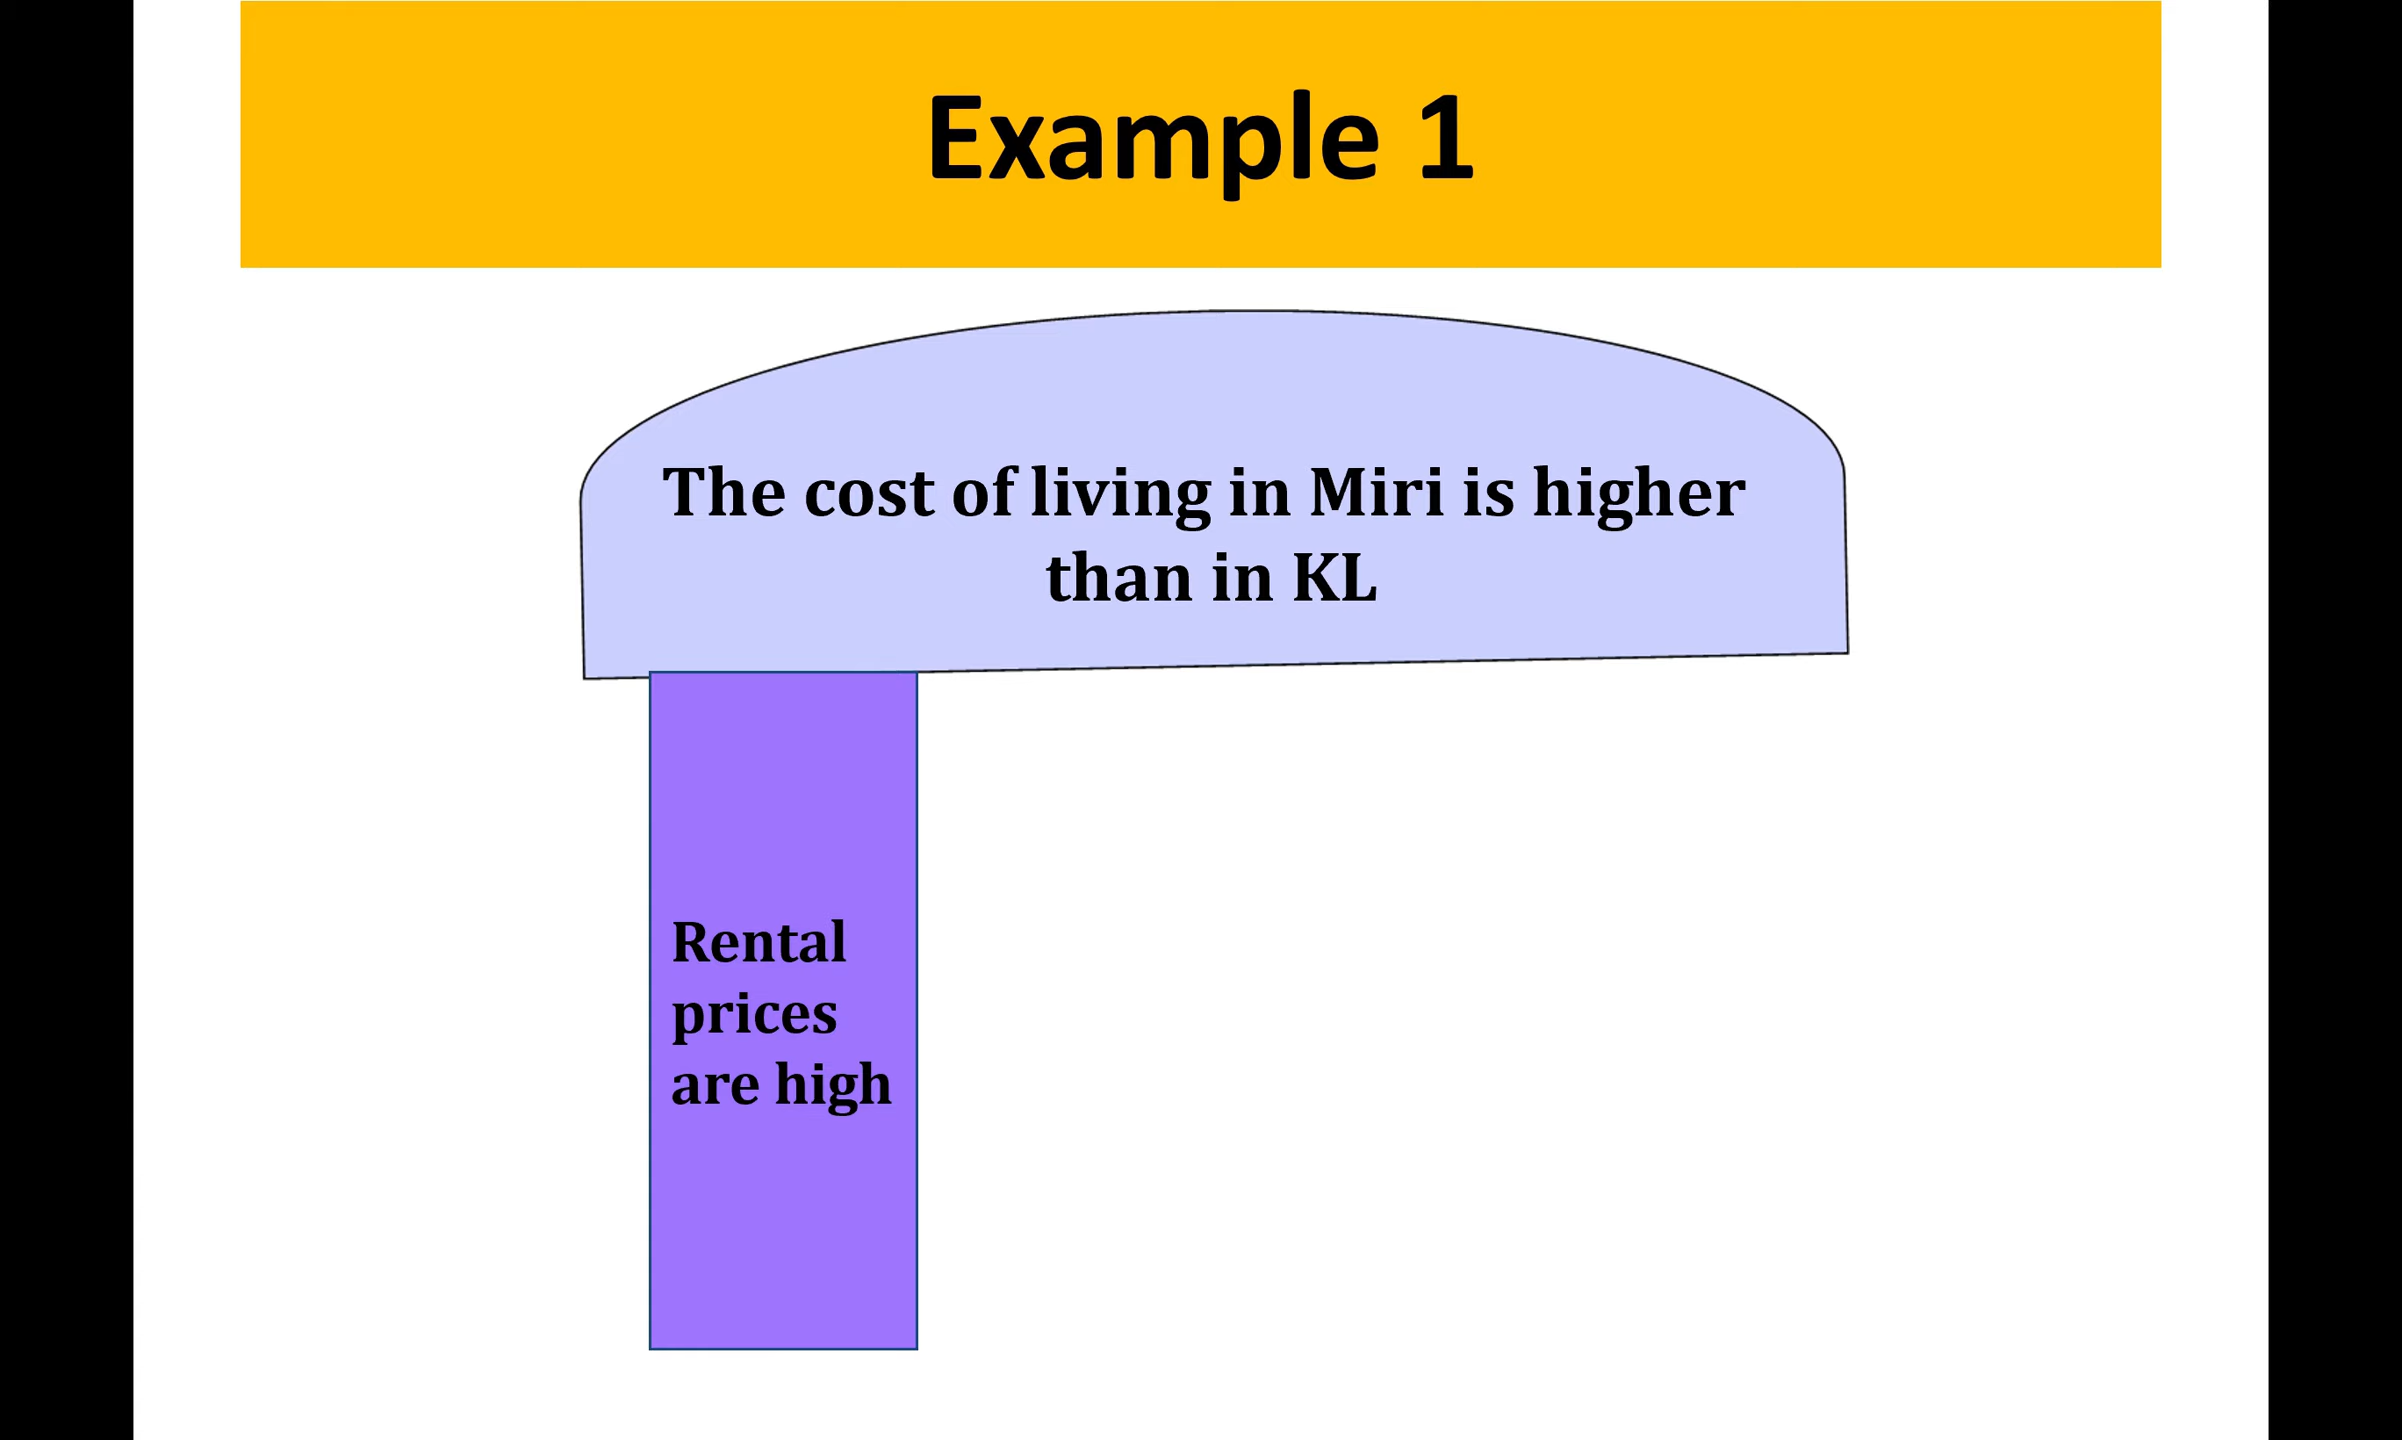 Example 1
The cost of living in Miri is higher
than in KL
Rental
prices
are high